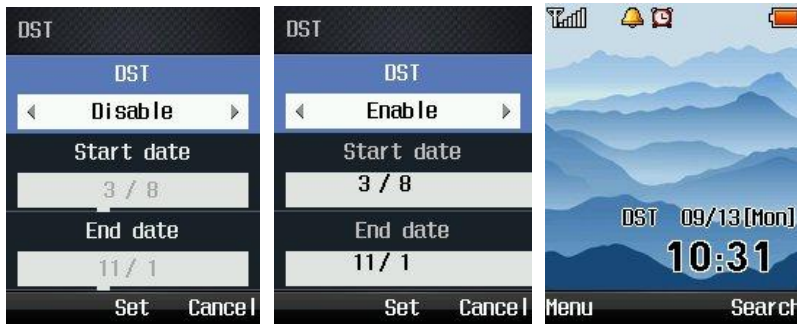 DST
DST
Disable
Start date
3 / 8
End date
11 / 1
Set Cancel
DST
DST
Enable
Start date
3 / 8
End date
11 / 1
Set Cancel
DST 09/13[Mon]
10:31
Menu Search